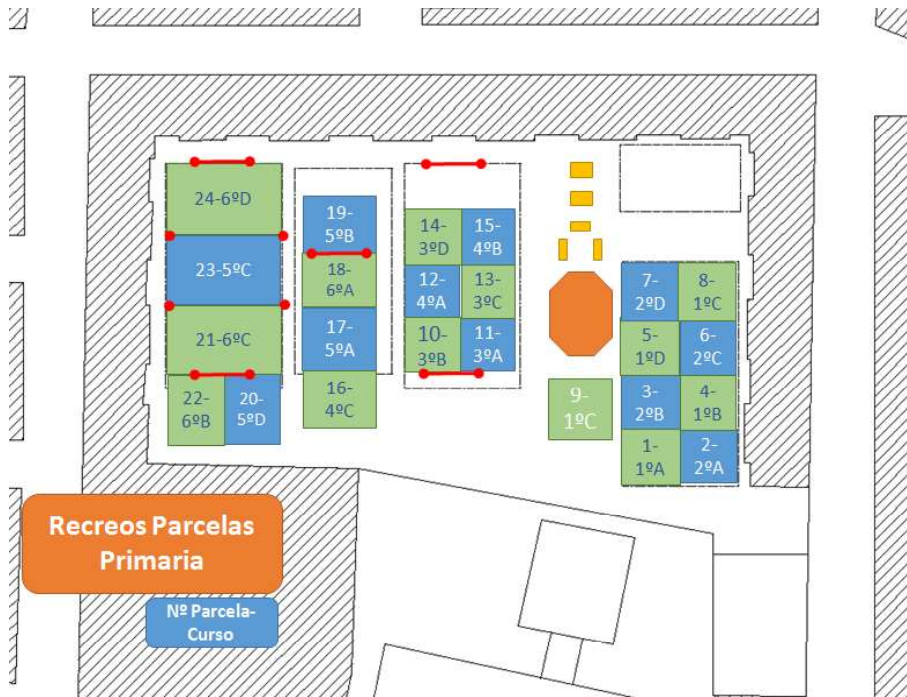 24-6ºD
23-5ºC
21-6ºC
22-
6ºB
20-
5ºD
19-
5ºB
18-
6ºA
17-
5ºA
16-
4ºC
14-
3ºD
15-
4ºB
12-
4ºA
13-
3ºC
10-
3ºB
11-
3ºA
7-
2ºD
8-
1ºC
5-
1ºD
6-
2ºC
9-
1ºC
3-
2ºB
4-
1ºB
1-
1ºA
2-
2ºA
Recreos Parcelas
Primaria
Nº Parcela-
Curso